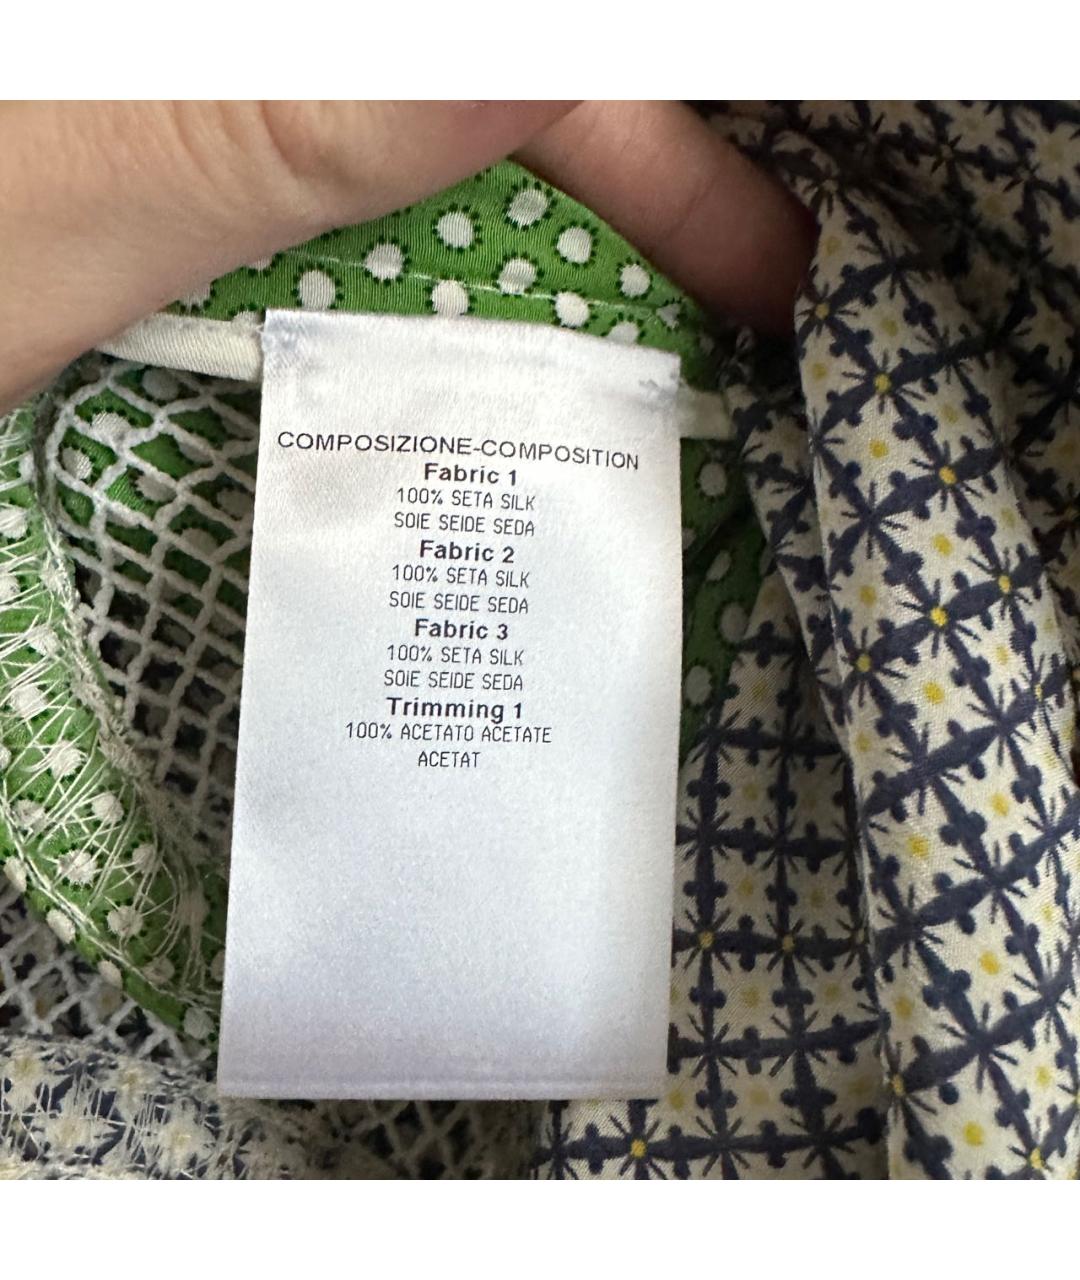 COMPOSIZIONE-COMPOSITION
Fabric 1
100% SETA SILK
SOIE SEIDE SEDA
Fabric 2
100% SETA SILK
SOIE SEIDE SEDA
Fabric 3
100% SETA SILK
SOIE SEIDE SEDA
Trimming 1
100% ACETATO ACETATE
ACETAT